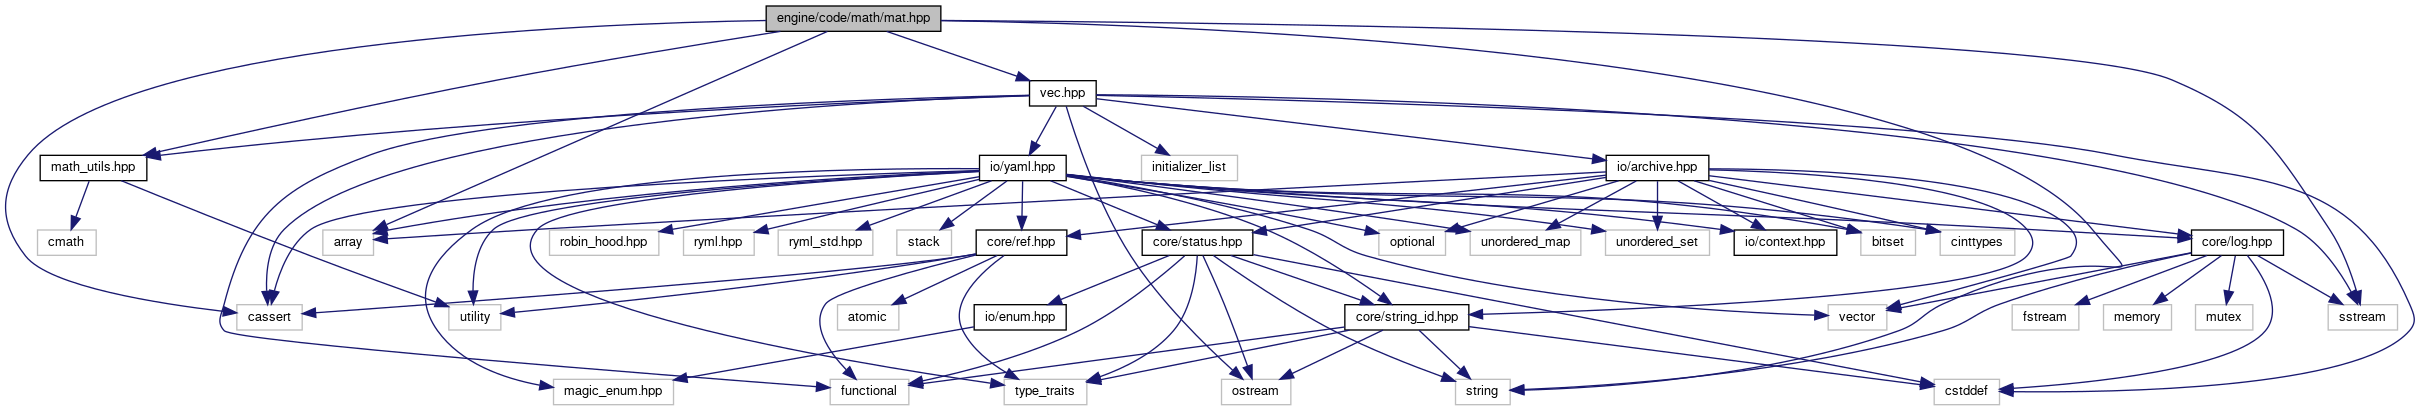 engine/code/math/mat.hpp
vec.hpp
math_utils.hpp
io/yaml.hpp
initializer_list
io/archive.hpp
cmath
array
robin_hood.hpp
ryml.hpp
ryml_std.hpp
stack
core/ref.hpp
core/status.hpp
optional
unordered_map
unordered_set
io/context.hpp
bitset
cinttypes
core/log.hpp
cassert
utility
atomic
io/enum.hpp
core/string_id.hpp
vector
fstream
memory
mutex
sstream
magic_enum.hpp
functional
type_traits
ostream
string
cstddef